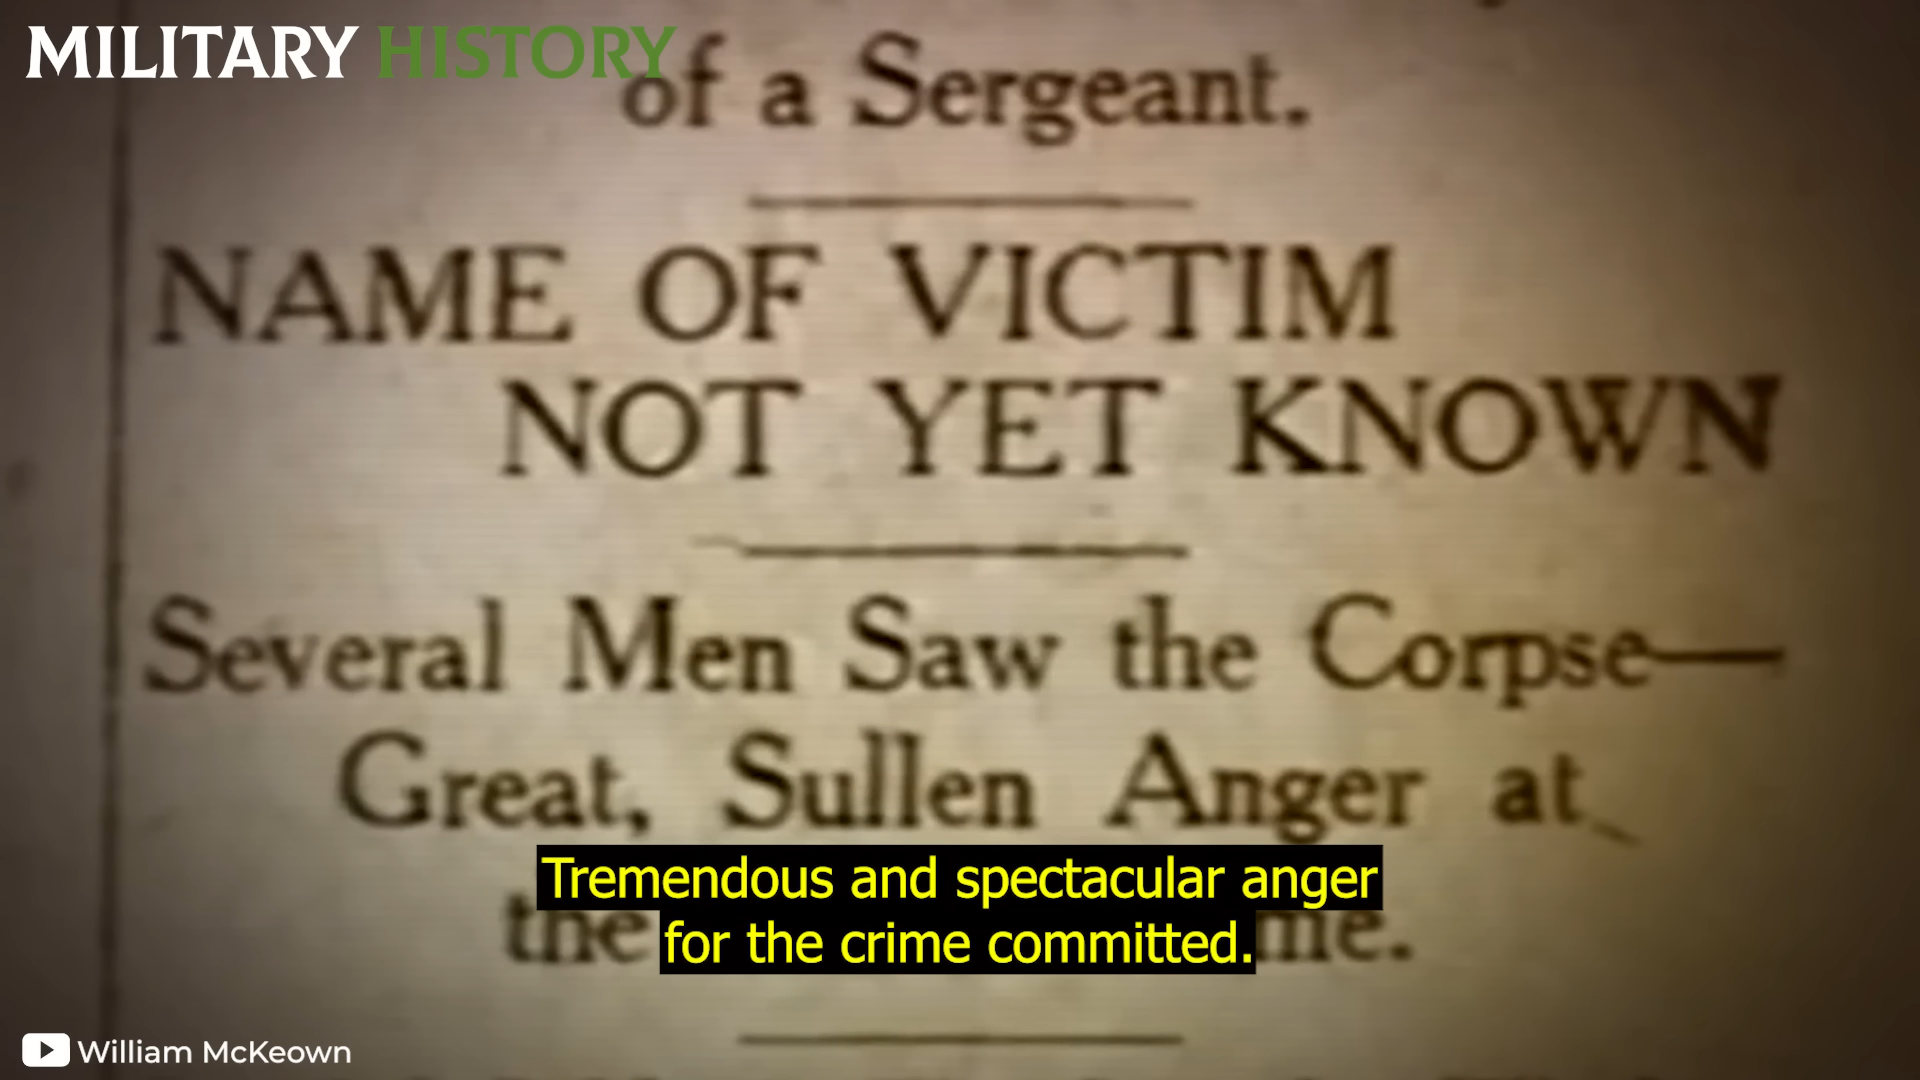 MILITARY HISTORY
of a Sergeant.
NAME OF VICTIM
NOT YET KNOWN
Several Men Saw the Corpse—
Great, Sullen Anger at
Tremendous and spectacular anger
the
for the crime committed.
William McKeown